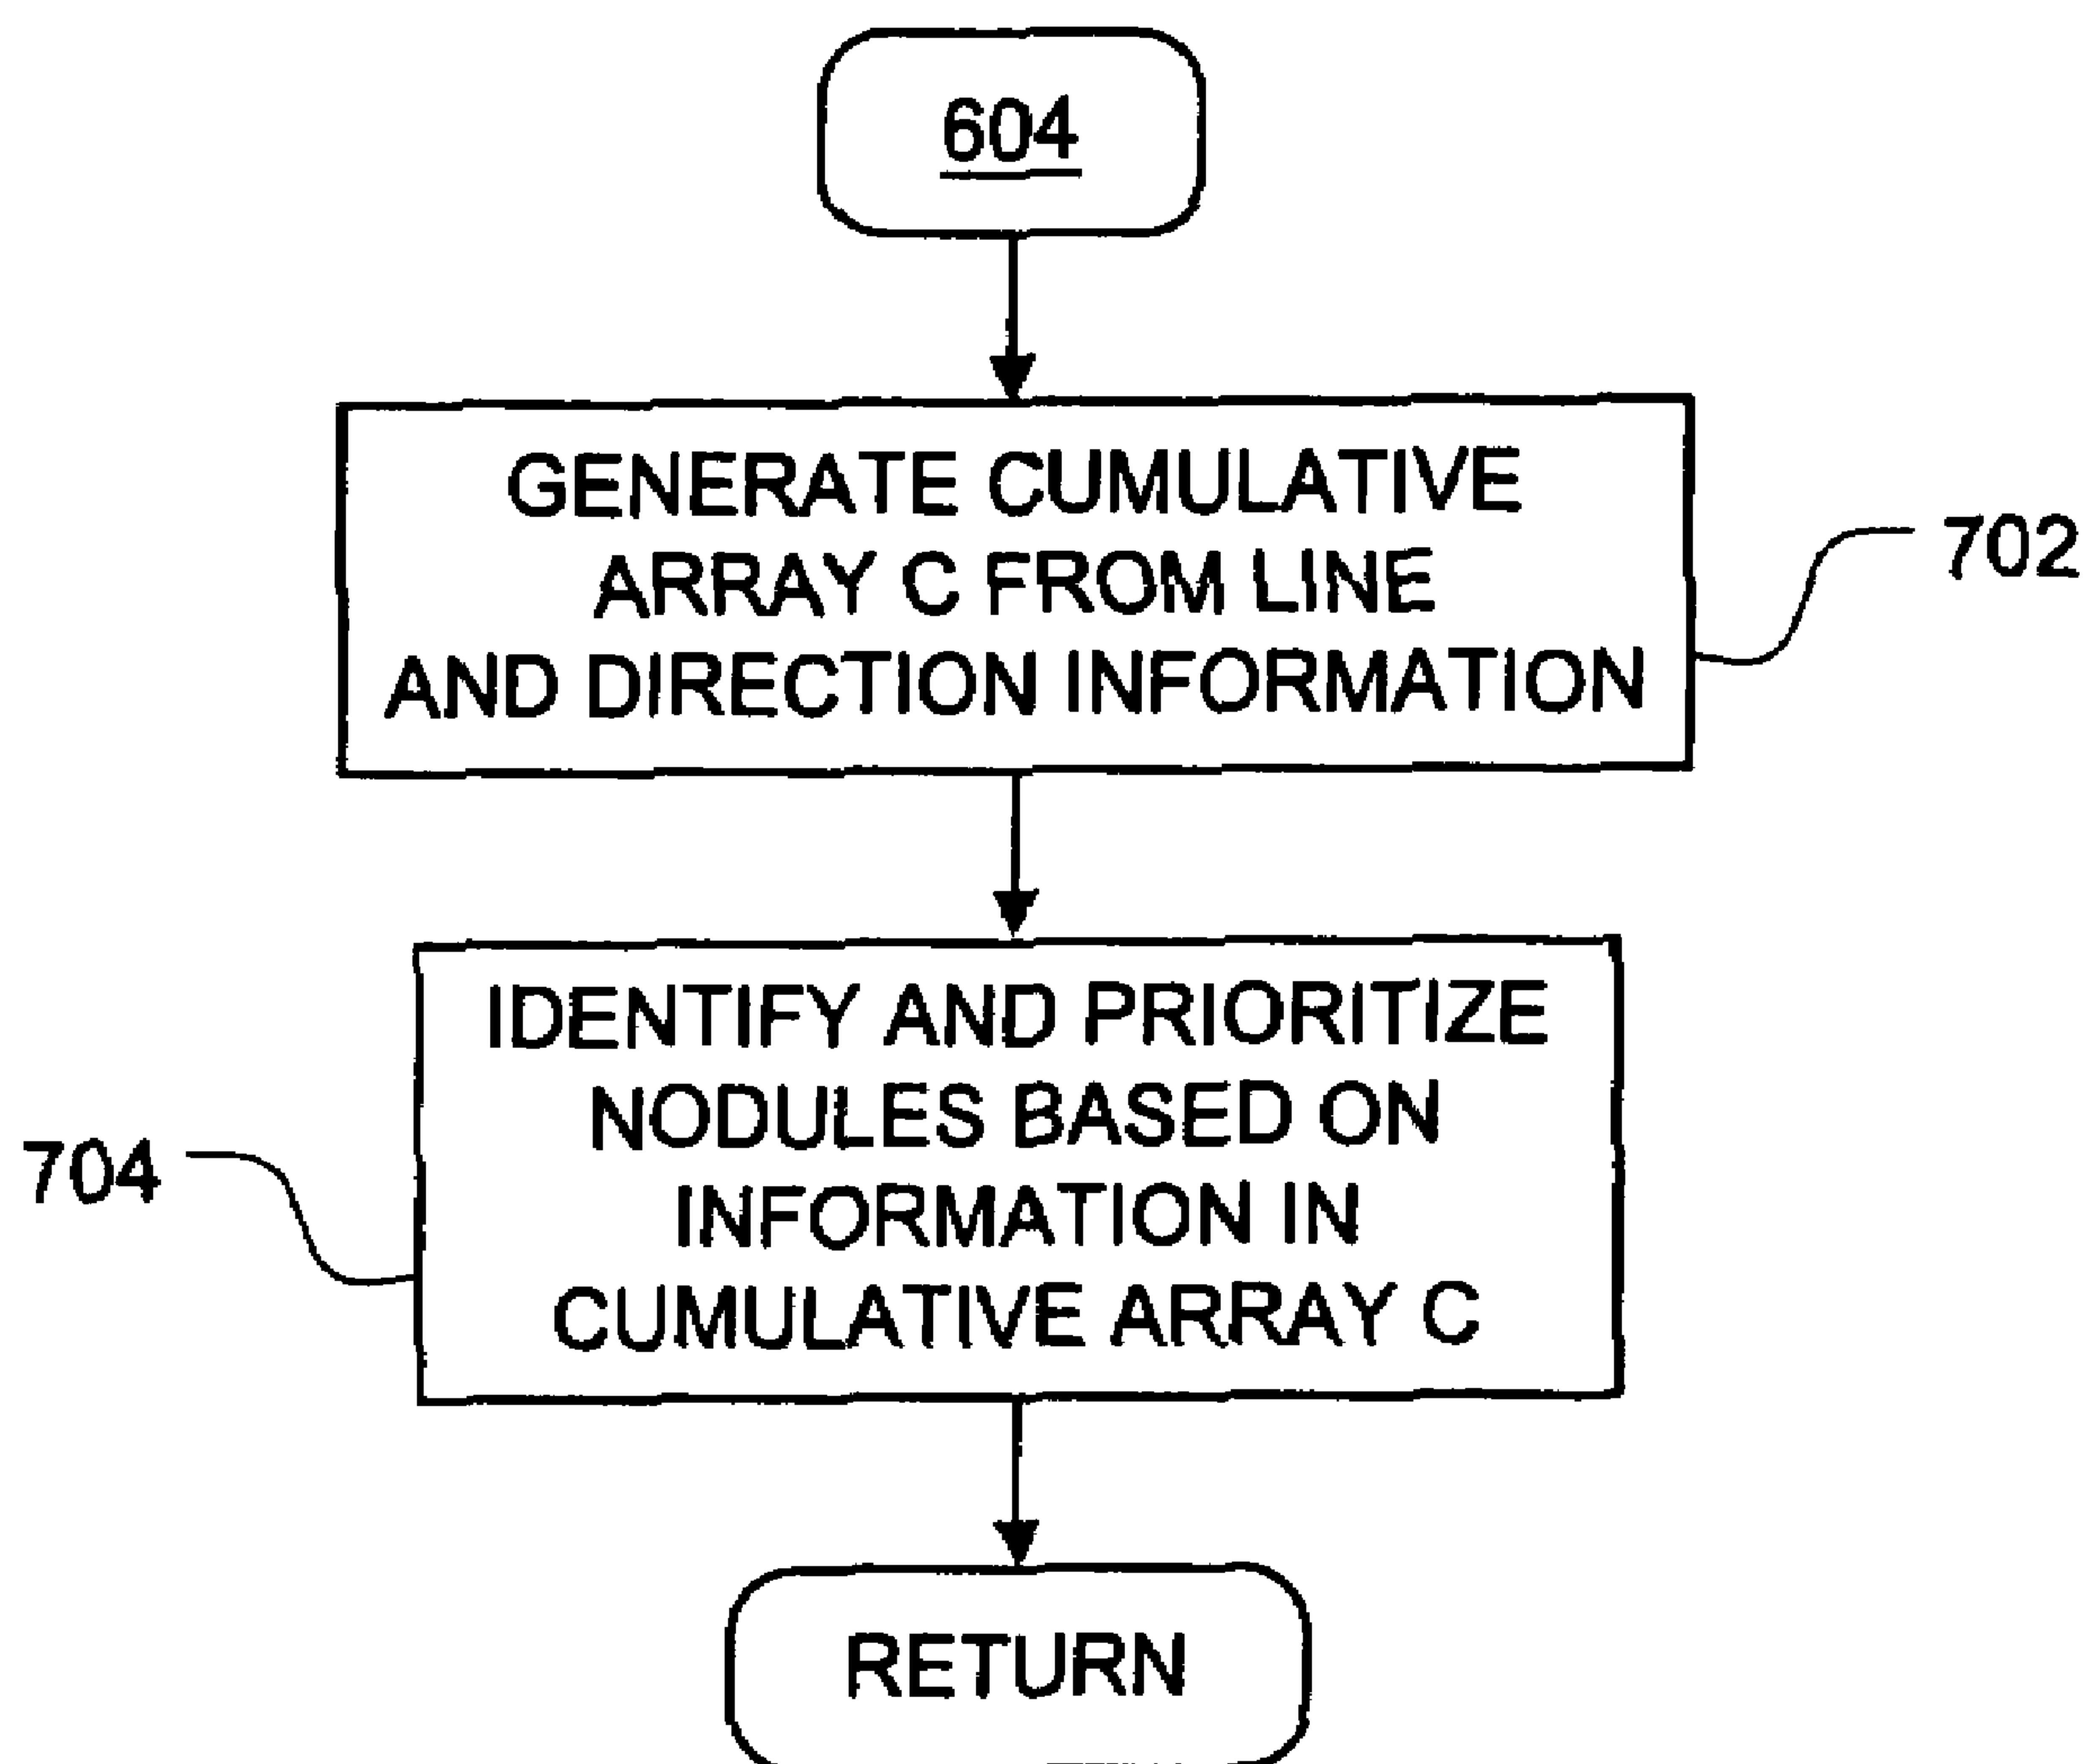 604
GENERATE CUMULATIVE
ARRAY C FROM LINE
AND DIRECTION INFORMATION
702
IDENTIFY AND PRIORITIZE
NODULES BASED ON
INFORMATION IN
CUMULATIVE ARRAY C
704
RETURN